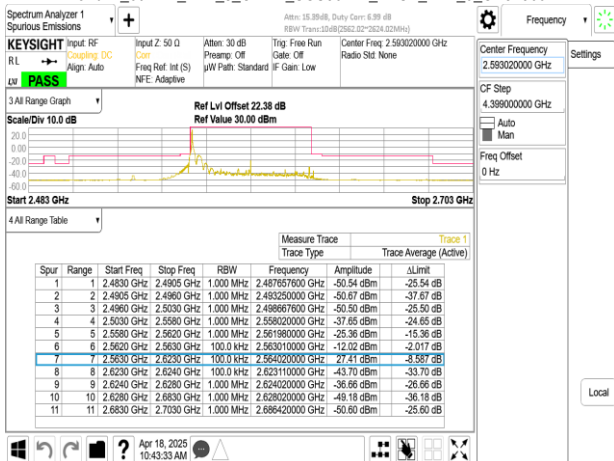 Spectrum Analyzer 1
Spurious Emissions
Attn: 15.39dB, Duty Corr: 6.99 dB
RBW Trans:10dB(2562.02~2624.02MHz)
Frequency
KEYSIGHT
RL
PASS
Input: RF
Coupling: DC
Align: Auto
Input Z: 50 Ω
Corr
Freq Ref: Int (S)
NFE: Adaptive
Atten: 30 dB
Preamp: Off
µW Path: Standard
Trig: Free Run
Gate: Off
IF Gain: Low
Center Freq: 2.593020000 GHz
Radio Std: None
Center Frequency
2.593020000 GHz
Settings
CF Step
4.399000000 GHz
Auto
Man
Freq Offset
0 Hz
3 All Range Graph
Scale/Div 10.0 dB
Ref Lvl Offset 22.38 dB
Ref Value 30.00 dBm
20.0
0.00
-20.0
-40.0
-60.0
Start 2.483 GHz
Stop 2.703 GHz
4 All Range Table
Measure Trace Trace 1
Trace Type Trace Average (Active)
Spur Range Start Freq Stop Freq RBW Frequency Amplitude ΔLimit
1 1 2.4830 GHz 2.4905 GHz 1.000 MHz 2.487657600 GHz -50.54 dBm -25.54 dB
2 2 2.4905 GHz 2.4960 GHz 1.000 MHz 2.493250000 GHz -50.67 dBm -37.67 dB
3 3 2.4960 GHz 2.5030 GHz 1.000 MHz 2.498667600 GHz -50.50 dBm -25.50 dB
4 4 2.5030 GHz 2.5580 GHz 1.000 MHz 2.558020000 GHz -37.65 dBm -24.65 dB
5 5 2.5580 GHz 2.5620 GHz 1.000 MHz 2.561980000 GHz -25.36 dBm -15.36 dB
6 6 2.5620 GHz 2.5630 GHz 100.0 kHz 2.563010000 GHz -12.02 dBm -2.017 dB
7 7 2.5630 GHz 2.6230 GHz 100.0 kHz 2.564020000 GHz 27.41 dBm -8.587 dB
8 8 2.6230 GHz 2.6240 GHz 100.0 kHz 2.623110000 GHz -43.70 dBm -33.70 dB
9 9 2.6240 GHz 2.6280 GHz 1.000 MHz 2.624020000 GHz -36.66 dBm -26.66 dB
10 10 2.6280 GHz 2.6830 GHz 1.000 MHz 2.628020000 GHz -49.18 dBm -36.18 dB
11 11 2.6830 GHz 2.7030 GHz 1.000 MHz 2.686420000 GHz -50.60 dBm -25.60 dB
Local
?
Apr 18, 2025
10:43:33 AM